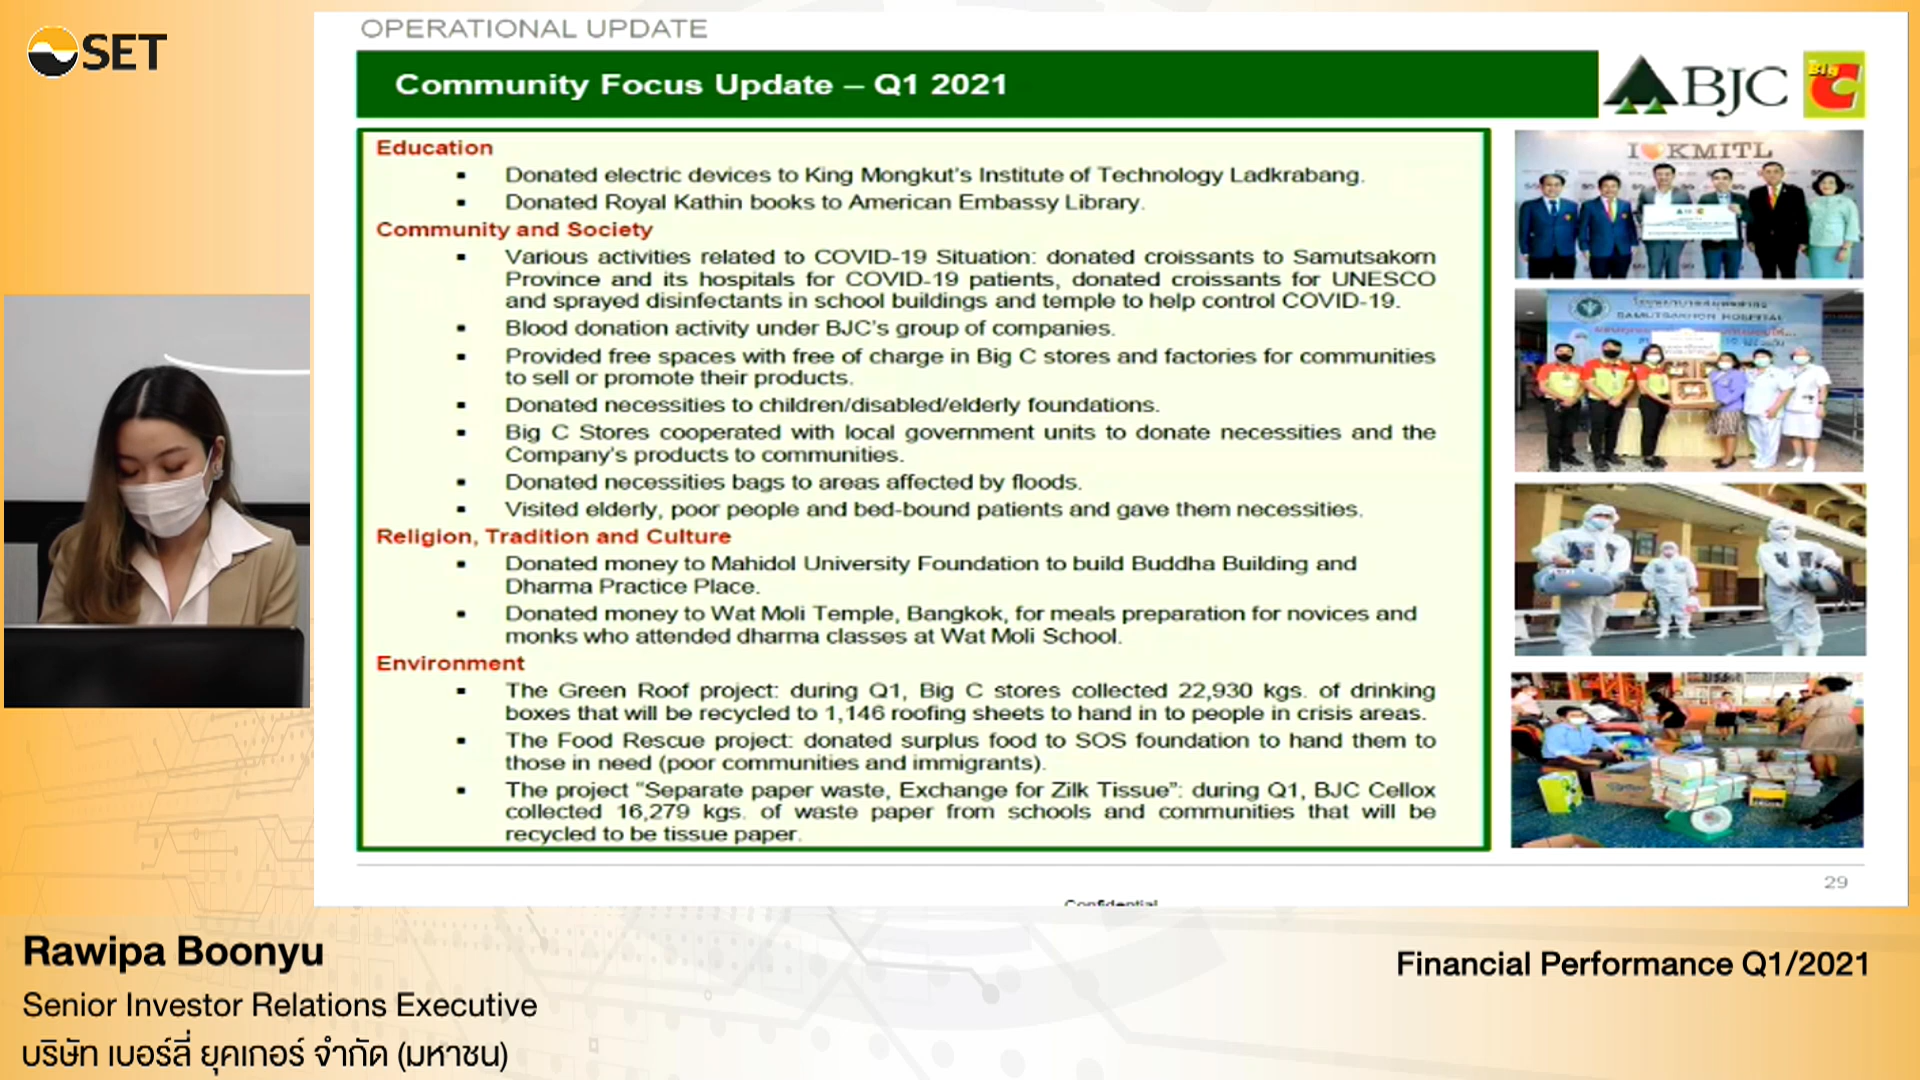 SET
OPERATIONAL UPDATE
Community Focus Update – Q1 2021
BJC
Big C
Education
▪ Donated electric devices to King Mongkut's Institute of Technology Ladkrabang.
▪ Donated Royal Kathin books to American Embassy Library.
Community and Society
▪ Various activities related to COVID-19 Situation: donated croissants to Samutsakorn
Province and its hospitals for COVID-19 patients, donated croissants for UNESCO
and sprayed disinfectants in school buildings and temple to help control COVID-19.
▪ Blood donation activity under BJC's group of companies.
▪ Provided free spaces with free of charge in Big C stores and factories for communities
to sell or promote their products.
▪ Donated necessities to children/disabled/elderly foundations.
▪ Big C Stores cooperated with local government units to donate necessities and the
Company's products to communities.
▪ Donated necessities bags to areas affected by floods.
▪ Visited elderly, poor people and bed-bound patients and gave them necessities.
Religion, Tradition and Culture
▪ Donated money to Mahidol University Foundation to build Buddha Building and
Dharma Practice Place.
▪ Donated money to Wat Moli Temple, Bangkok, for meals preparation for novices and
monks who attended dharma classes at Wat Moli School.
Environment
▪ The Green Roof project: during Q1, Big C stores collected 22,930 kgs. of drinking
boxes that will be recycled to 1,146 roofing sheets to hand in to people in crisis areas.
▪ The Food Rescue project: donated surplus food to SOS foundation to hand them to
those in need (poor communities and immigrants).
▪ The project "Separate paper waste, Exchange for Zilk Tissue": during Q1, BJC Cellox
collected 16,279 kgs. of waste paper from schools and communities that will be
recycled to be tissue paper.
I KMITL
SAMUTSAKHON HOSPITAL
29
Confidential
Rawipa Boonyu
Senior Investor Relations Executive
บริษัท เบอร์ลี่ ยุคเกอร์ จำกัด (มหาชน)
Financial Performance Q1/2021